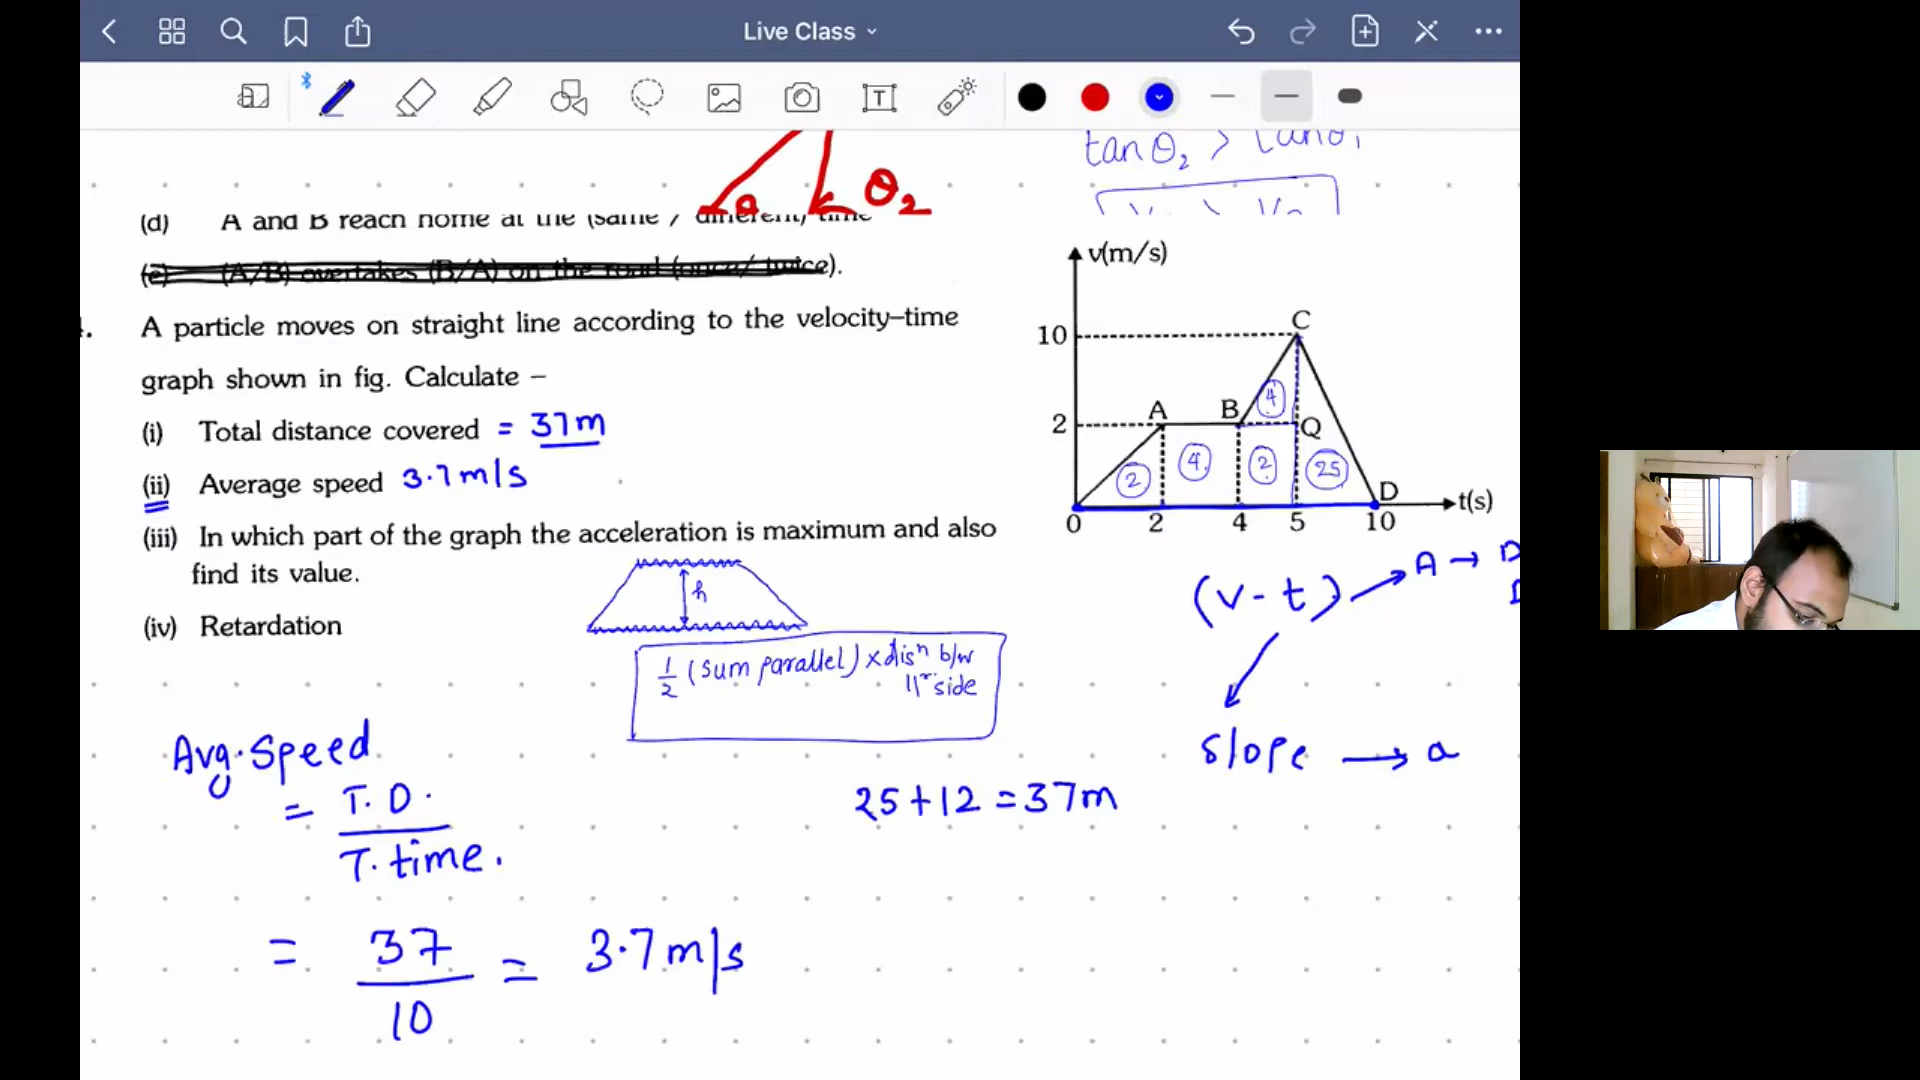 Live Class
tanθ₂ > tanθ₁
θ₂
(d) A and B reach home at the (same / different) time
(e) (A/B) overtakes (B/A) on the road (once/ twice).
A particle moves on straight line according to the velocity–time
graph shown in fig. Calculate –
(i) Total distance covered = 37m
(ii) Average speed 3.7m/s
(iii) In which part of the graph the acceleration is maximum and also
find its value.
(iv) Retardation
v(m/s)
C
10
4
A
B
2
Q
2
4
2
25
D
t(s)
0 2 4 5 10
h
1/2 (sum parallel) × disⁿ b/w
||ʳ side
(v-t) → A → D
slope → a
Avg. Speed
= T. D.
T. time.
25+12 = 37m
= 37
10
= 3.7m/s